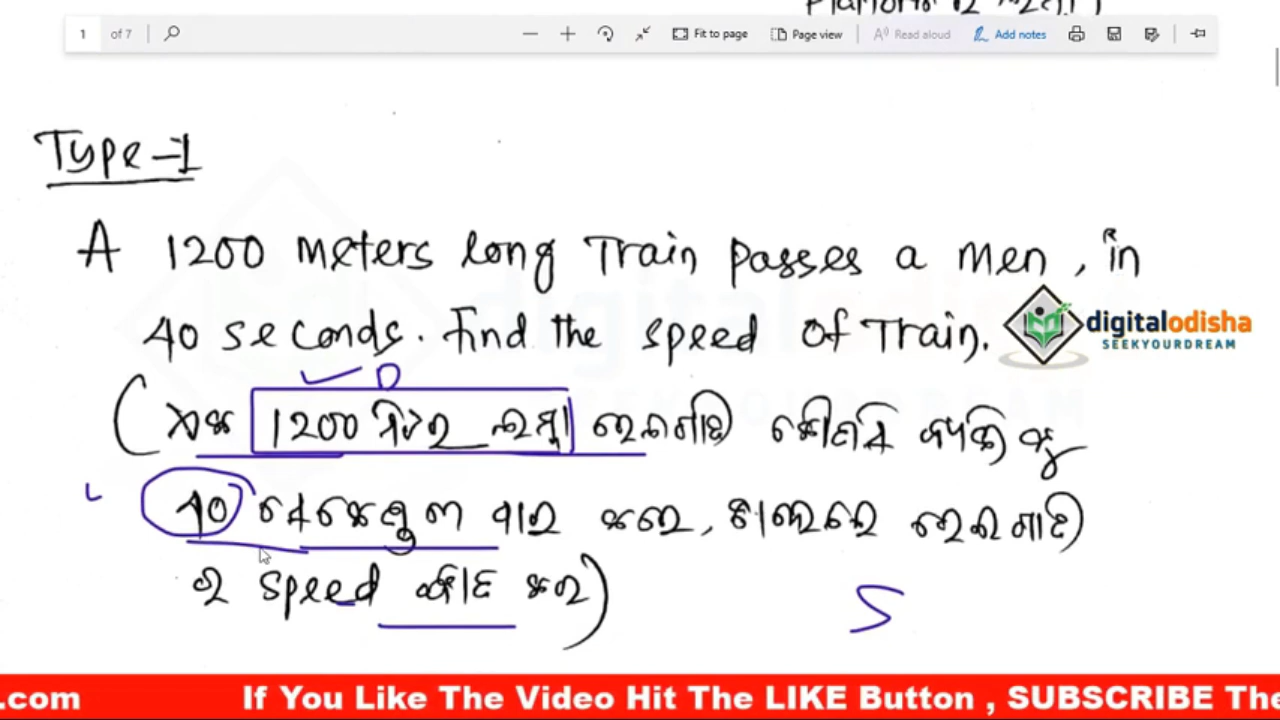 Platform
1 of 7 Fit to page Page view Read aloud Add notes
Type-1
A 1200 meters long Train passes a men, in
40 seconds. Find the speed of Train.
digitalodisha
SEEKYOURDREAM
D
(ଏକ 1200 ମିଟର ଲମ୍ବା ରେଳଗାଡ଼ି ବ୍ୟକ୍ତି ଙ୍କୁ
40 ସେକେଣ୍ଡରେ ପାର କରେ, ରେଳଗାଡ଼ି
ର speed କର)
S
.com If You Like The Video Hit The LIKE Button , SUBSCRIBE The